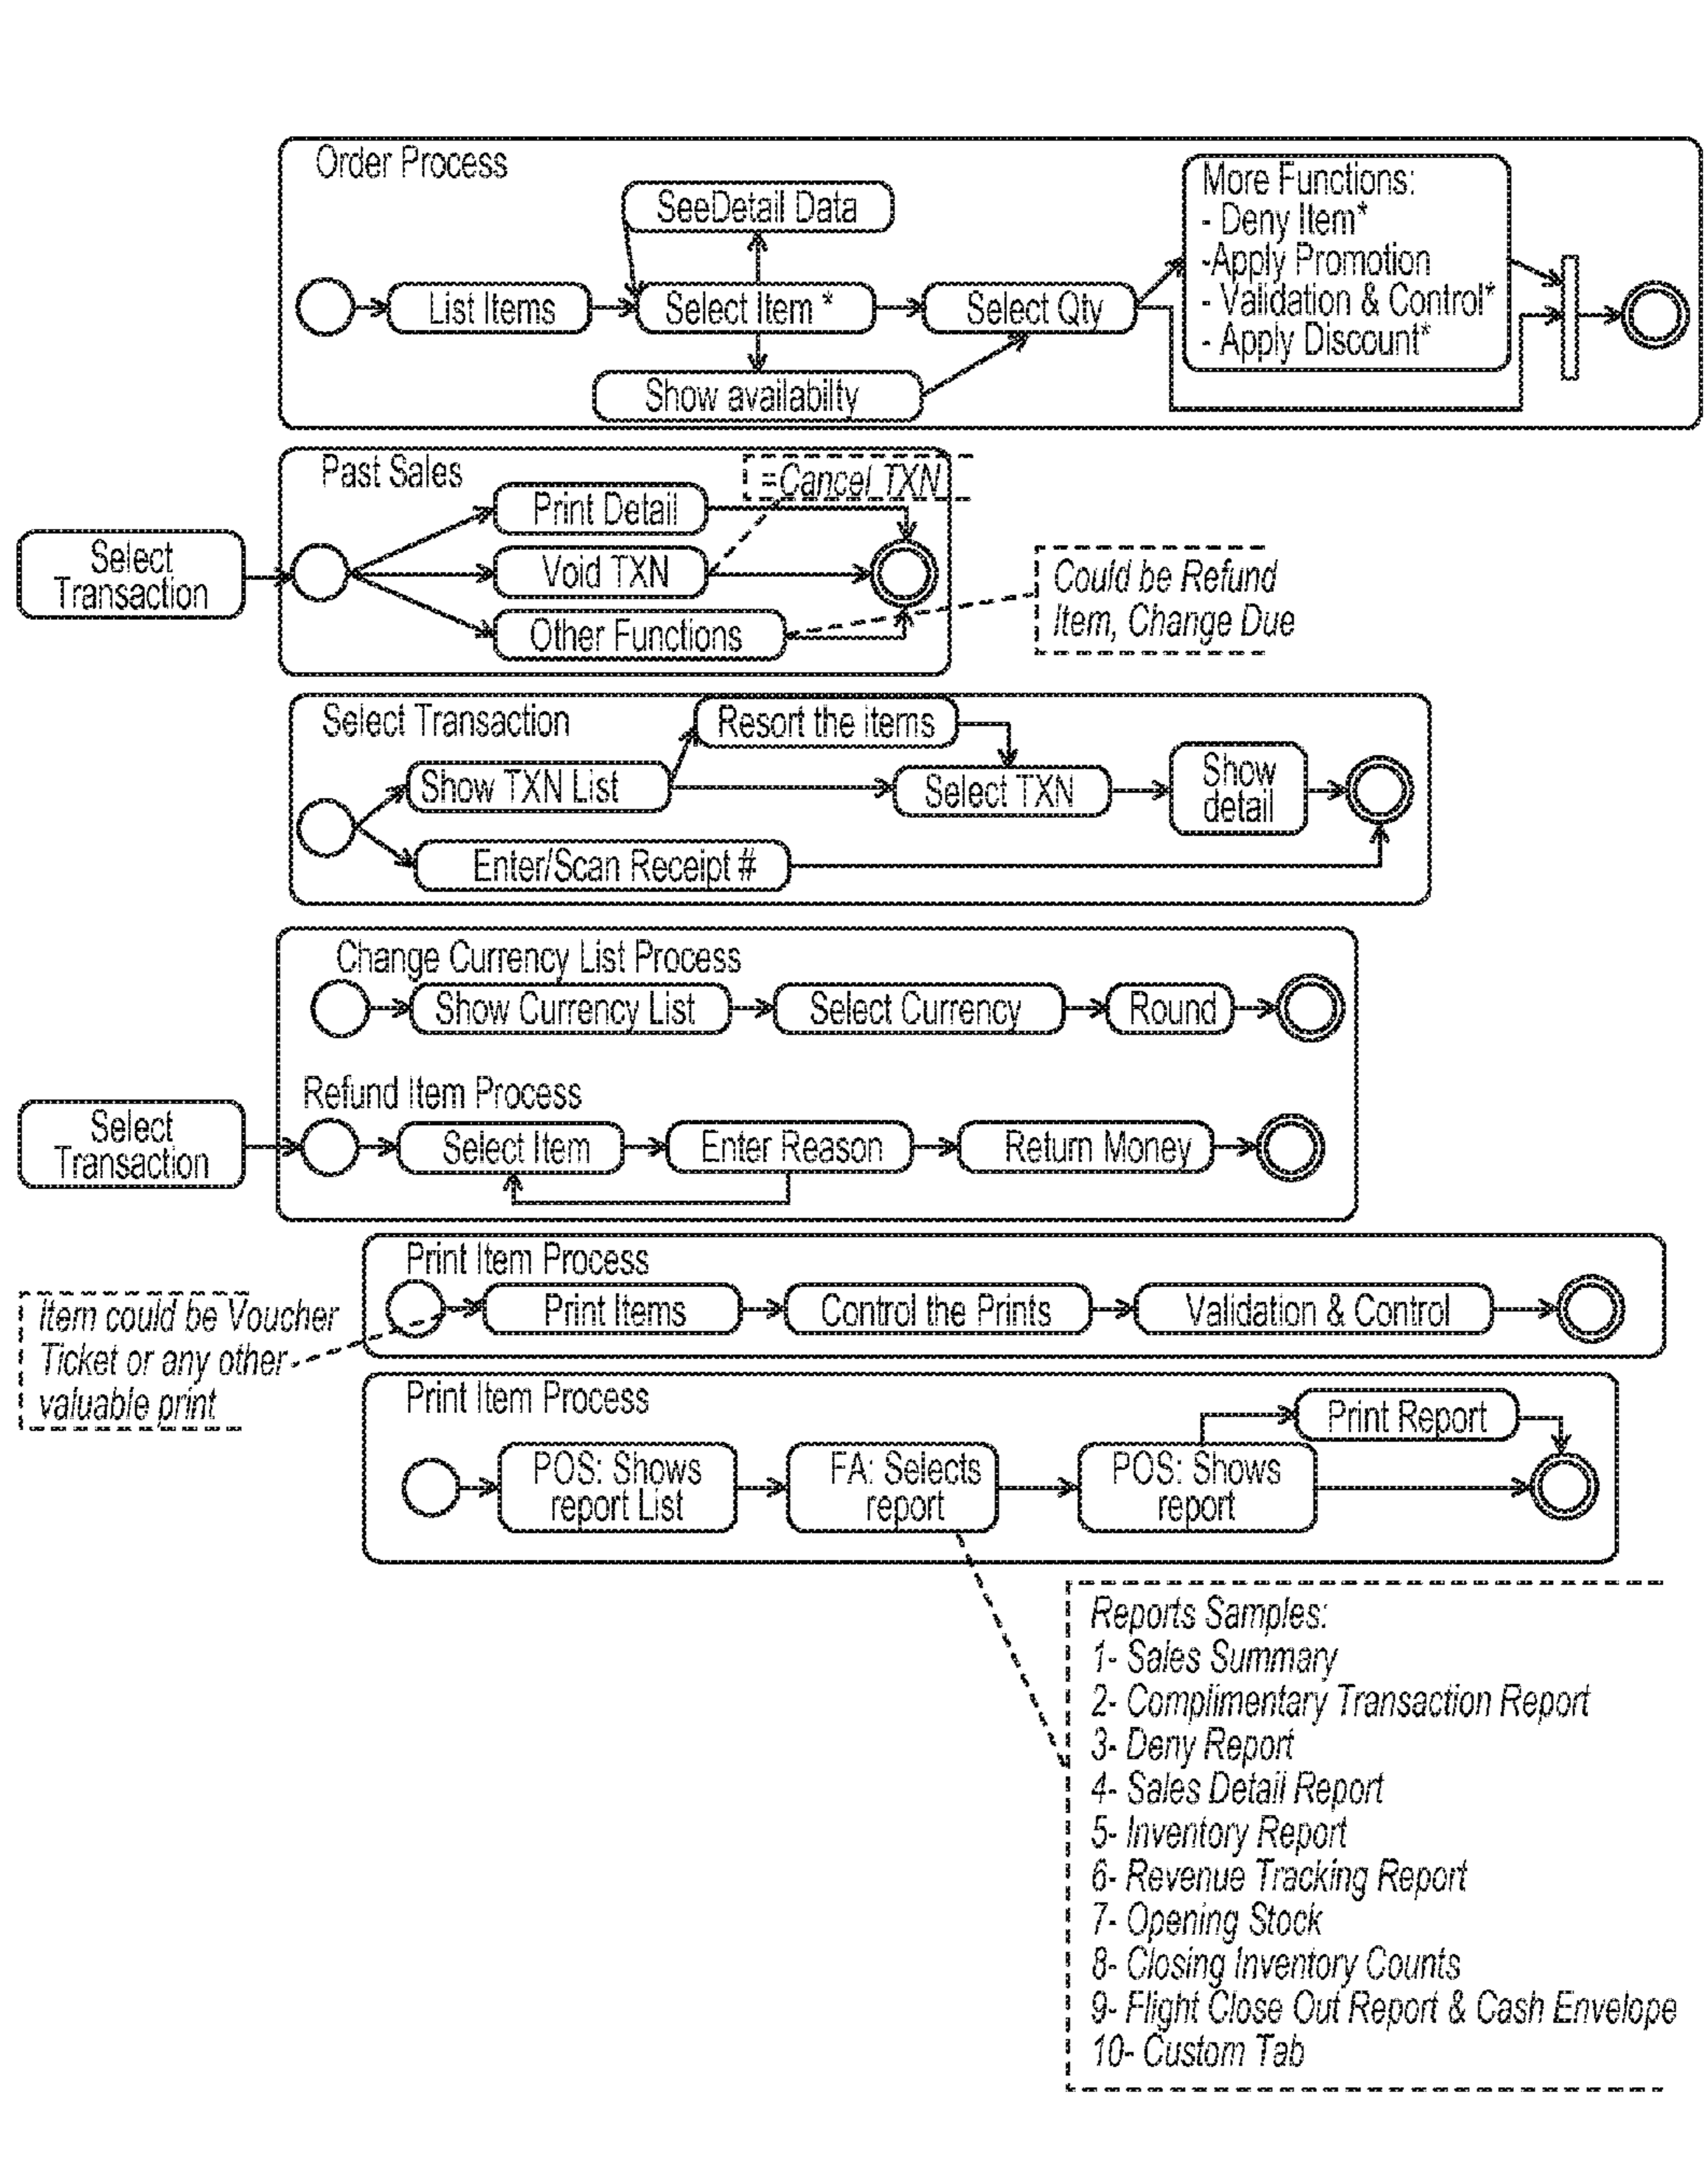 Order Process
SeeDetail Data
List Items
Select Item *
Select Qty
Show availabilty
More Functions:
- Deny Item*
-Apply Promotion
- Validation & Control*
- Apply Discount*
Past Sales
=Cancel TXN
Print Detail
Select
Transaction
Void TXN
Other Functions
Could be Refund
Item, Change Due
Select Transaction
Resort the items
Show TXN List
Select TXN
Show
detail
Enter/Scan Receipt #
Change Currency List Process
Show Currency List
Select Currency
Round
Refund Item Process
Select
Transaction
Select Item
Enter Reason
Return Money
Print Item Process
Item could be Voucher
Ticket or any other
valuable print
Print Items
Control the Prints
Validation & Control
Print Item Process
POS: Shows
report List
FA: Selects
report
POS: Shows
report
Print Report
Reports Samples:
1- Sales Summary
2- Complimentary Transaction Report
3- Deny Report
4- Sales Detail Report
5- Inventory Report
6- Revenue Tracking Report
7- Opening Stock
8- Closing Inventory Counts
9- Flight Close Out Report & Cash Envelope
10- Custom Tab